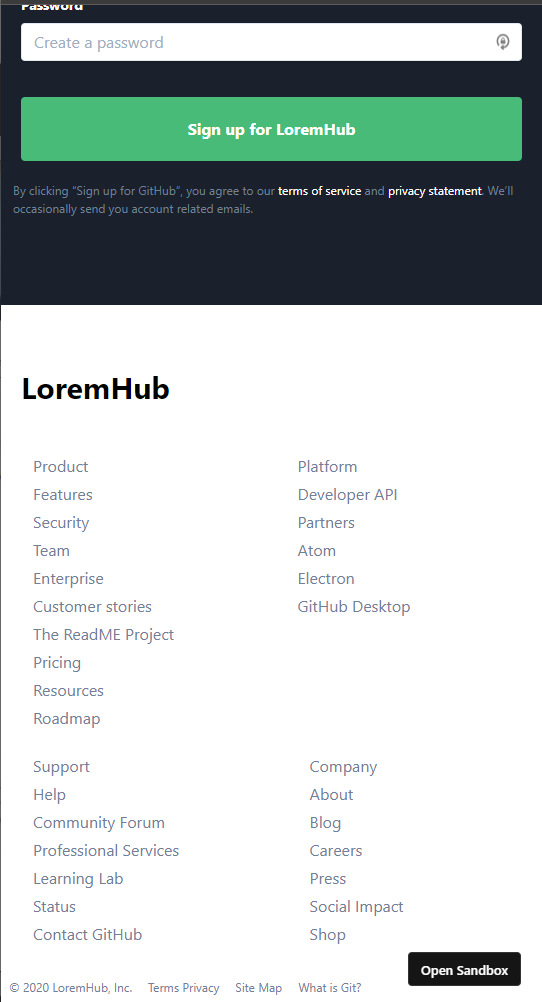 Password
Create a password
Sign up for LoremHub
By clicking “Sign up for GitHub”, you agree to our terms of service and privacy statement. We’ll
occasionally send you account related emails.
LoremHub
Product
Features
Security
Team
Enterprise
Customer stories
The ReadME Project
Pricing
Resources
Roadmap
Platform
Developer API
Partners
Atom
Electron
GitHub Desktop
Support
Help
Community Forum
Professional Services
Learning Lab
Status
Contact GitHub
Company
About
Blog
Careers
Press
Social Impact
Shop
Open Sandbox
© 2020 LoremHub, Inc. Terms Privacy Site Map What is Git?